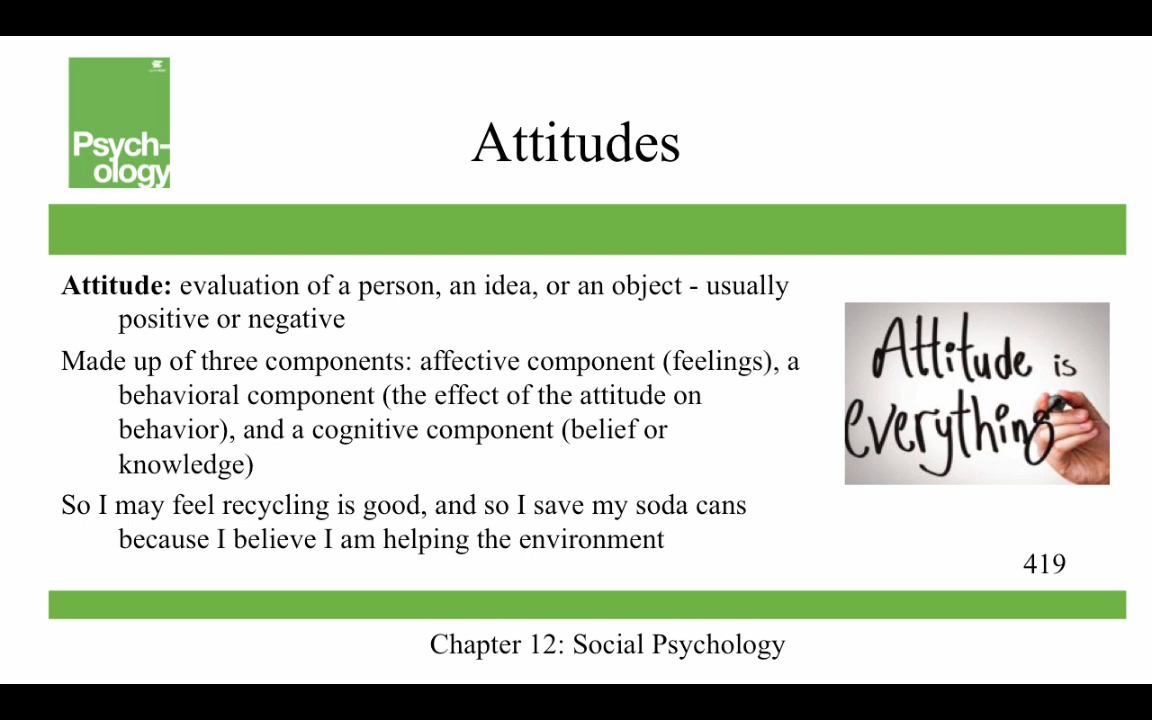 Psych-
ology
Attitudes
Attitude: evaluation of a person, an idea, or an object - usually
positive or negative
Made up of three components: affective component (feelings), a
behavioral component (the effect of the attitude on
behavior), and a cognitive component (belief or
knowledge)
So I may feel recycling is good, and so I save my soda cans
because I believe I am helping the environment
Attitude is
everything
419
Chapter 12: Social Psychology